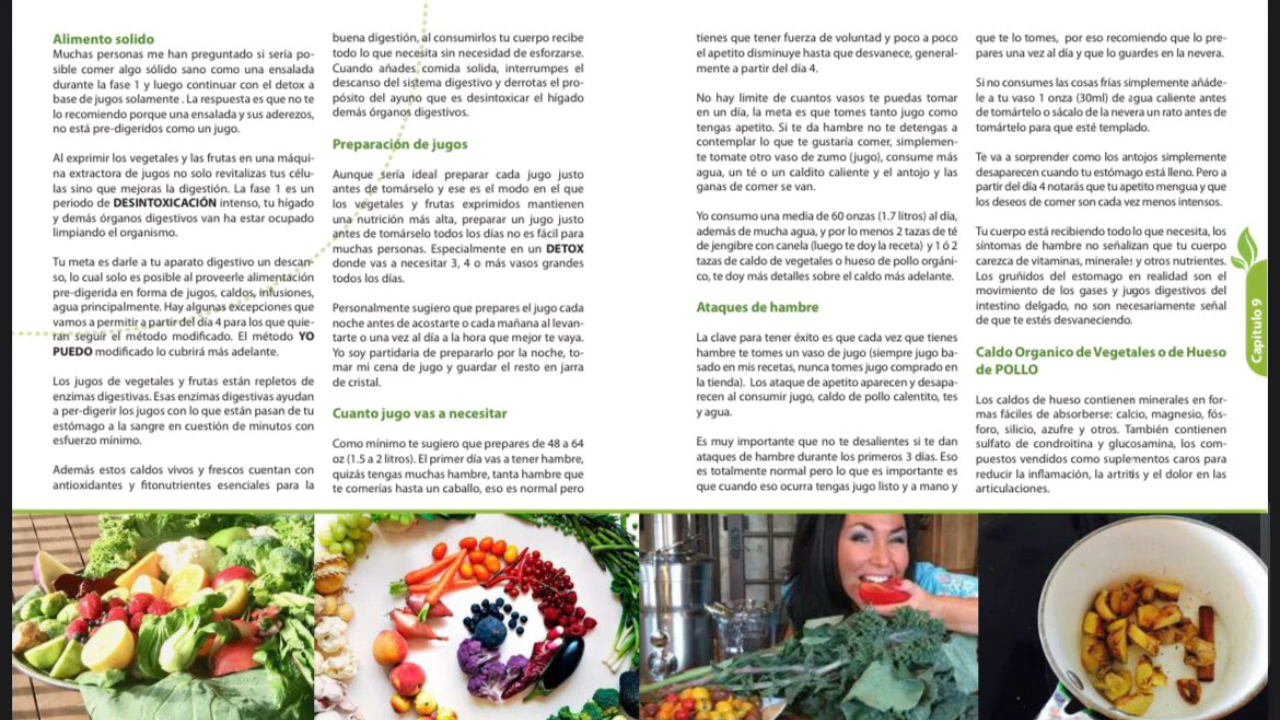 Alimento solido
Muchas personas me han preguntado si sería po-
sible comer algo sólido sano como una ensalada
durante la fase 1 y luego continuar con el detox a
base de jugos solamente . La respuesta es que no te
lo recomiendo porque una ensalada y sus aderezos,
no está pre-digeridos como un jugo.
Al exprimir los vegetales y las frutas en una máqui-
na extractora de jugos no solo revitalizas tus célu-
las sino que mejoras la digestión. La fase 1 es un
periodo de DESINTOXICACIÓN intenso, tu hígado
y demás órganos digestivos van ha estar ocupado
limpiando el organismo.
Tu meta es darle a tu aparato digestivo un descan-
so, lo cual solo es posible al proveerle alimentación
pre-digerida en forma de jugos, caldos, infusiones,
agua principalmente. Hay algunas excepciones que
vamos a permitir a partir del día 4 para los que quie-
ran seguir el método modificado. El método YO
PUEDO modificado lo cubrirá más adelante.
Los jugos de vegetales y frutas están repletos de
enzimas digestivas. Esas enzimas digestivas ayudan
a per-digerir los jugos con lo que están pasan de tu
estómago a la sangre en cuestión de minutos con
esfuerzo mínimo.
Además estos caldos vivos y frescos cuentan con
antioxidantes y fitonutrientes esenciales para la
buena digestión, al consumirlos tu cuerpo recibe
todo lo que necesita sin necesidad de esforzarse.
Cuando añades comida solida, interrumpes el
descanso del sistema digestivo y derrotas el pro-
pósito del ayuno que es desintoxicar el hígado
demás órganos digestivos.
Preparación de jugos
Aunque sería ideal preparar cada jugo justo
antes de tomárselo y ese es el modo en el que
los vegetales y frutas exprimidos mantienen
una nutrición más alta, preparar un jugo justo
antes de tomárselo todos los días no es fácil para
muchas personas. Especialmente en un DETOX
donde vas a necesitar 3, 4 o más vasos grandes
todos los días.
Personalmente sugiero que prepares el jugo cada
noche antes de acostarte o cada mañana al levan-
tarte o una vez al día a la hora que mejor te vaya.
Yo soy partidaria de prepararlo por la noche, to-
mar mi cena de jugo y guardar el resto en jarra
de cristal.
Cuanto jugo vas a necesitar
Como mínimo te sugiero que prepares de 48 a 64
oz (1.5 a 2 litros). El primer día vas a tener hambre,
quizás tengas muchas hambre, tanta hambre que
te comerías hasta un caballo, eso es normal pero
tienes que tener fuerza de voluntad y poco a poco
el apetito disminuye hasta que desvanece, general-
mente a partir del día 4.
No hay limite de cuantos vasos te puedas tomar
en un día, la meta es que tomes tanto jugo como
tengas apetito. Si te da hambre no te detengas a
contemplar lo que te gustaría comer, simplemen-
te tomate otro vaso de zumo (jugo), consume más
agua, un té o un caldito caliente y el antojo y las
ganas de comer se van.
Yo consumo una media de 60 onzas (1.7 litros) al día,
además de mucha agua, y por lo menos 2 tazas de té
de jengibre con canela (luego te doy la receta) y 1 ó 2
tazas de caldo de vegetales o hueso de pollo orgáni-
co, te doy más detalles sobre el caldo más adelante.
Ataques de hambre
La clave para tener éxito es que cada vez que tienes
hambre te tomes un vaso de jugo (siempre jugo ba-
sado en mis recetas, nunca tomes jugo comprado en
la tienda). Los ataque de apetito aparecen y desapa-
recen al consumir jugo, caldo de pollo calentito, tes
y agua.
Es muy importante que no te desalientes si te dan
ataques de hambre durante los primeros 3 días. Eso
es totalmente normal pero lo que es importante es
que cuando eso ocurra tengas jugo listo y a mano y
que te lo tomes, por eso recomiendo que lo pre-
pares una vez al día y que lo guardes en la nevera.
Si no consumes las cosas frías simplemente añáde-
le a tu vaso 1 onza (30ml) de agua caliente antes
de tomártelo o sácalo de la nevera un rato antes de
tomártelo para que esté templado.
Te va a sorprender como los antojos simplemente
desaparecen cuando tu estómago está lleno. Pero a
partir del día 4 notarás que tu apetito mengua y que
los deseos de comer son cada vez menos intensos.
Tu cuerpo está recibiendo todo lo que necesita, los
síntomas de hambre no señalizan que tu cuerpo
carezca de vitaminas, minerales y otros nutrientes.
Los gruñidos del estomago en realidad son el
movimiento de los gases y jugos digestivos del
intestino delgado, no son necesariamente señal
de que te estés desvaneciendo.
Caldo Organico de Vegetales o de Hueso
de POLLO
Los caldos de hueso contienen minerales en for-
mas fáciles de absorberse: calcio, magnesio, fós-
foro, silicio, azufre y otros. También contienen
sulfato de condroitina y glucosamina, los com-
puestos vendidos como suplementos caros para
reducir la inflamación, la artritis y el dolor en las
articulaciones.
Capítulo 9